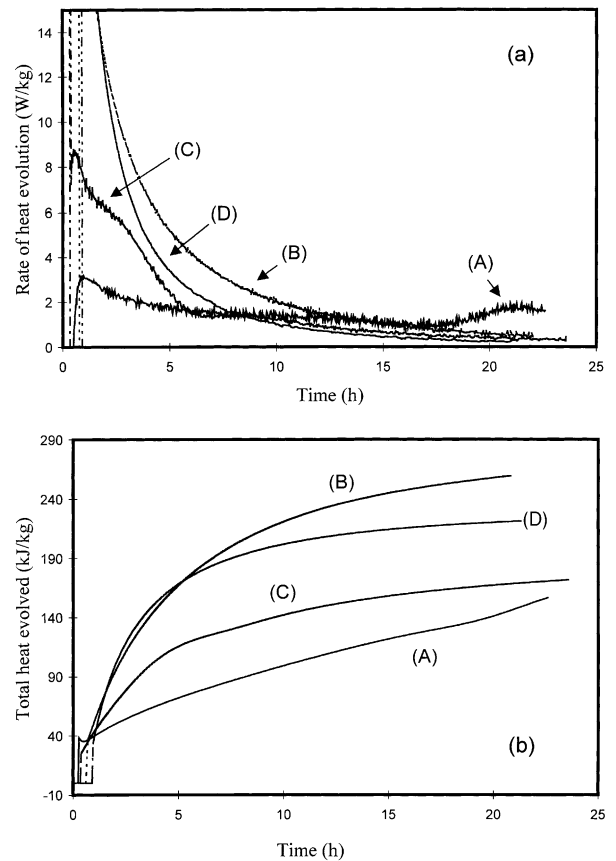 (a)
14
12
10
8
6
4
2
0
Rate of heat evolution (W/kg)
(C)
(D)
(B)
(A)
0 5 10 15 20 25
Time (h)
290
240
190
140
90
40
-10
Total heat evolved (kJ/kg)
(B)
(D)
(C)
(A)
(b)
0 5 10 15 20 25
Time (h)